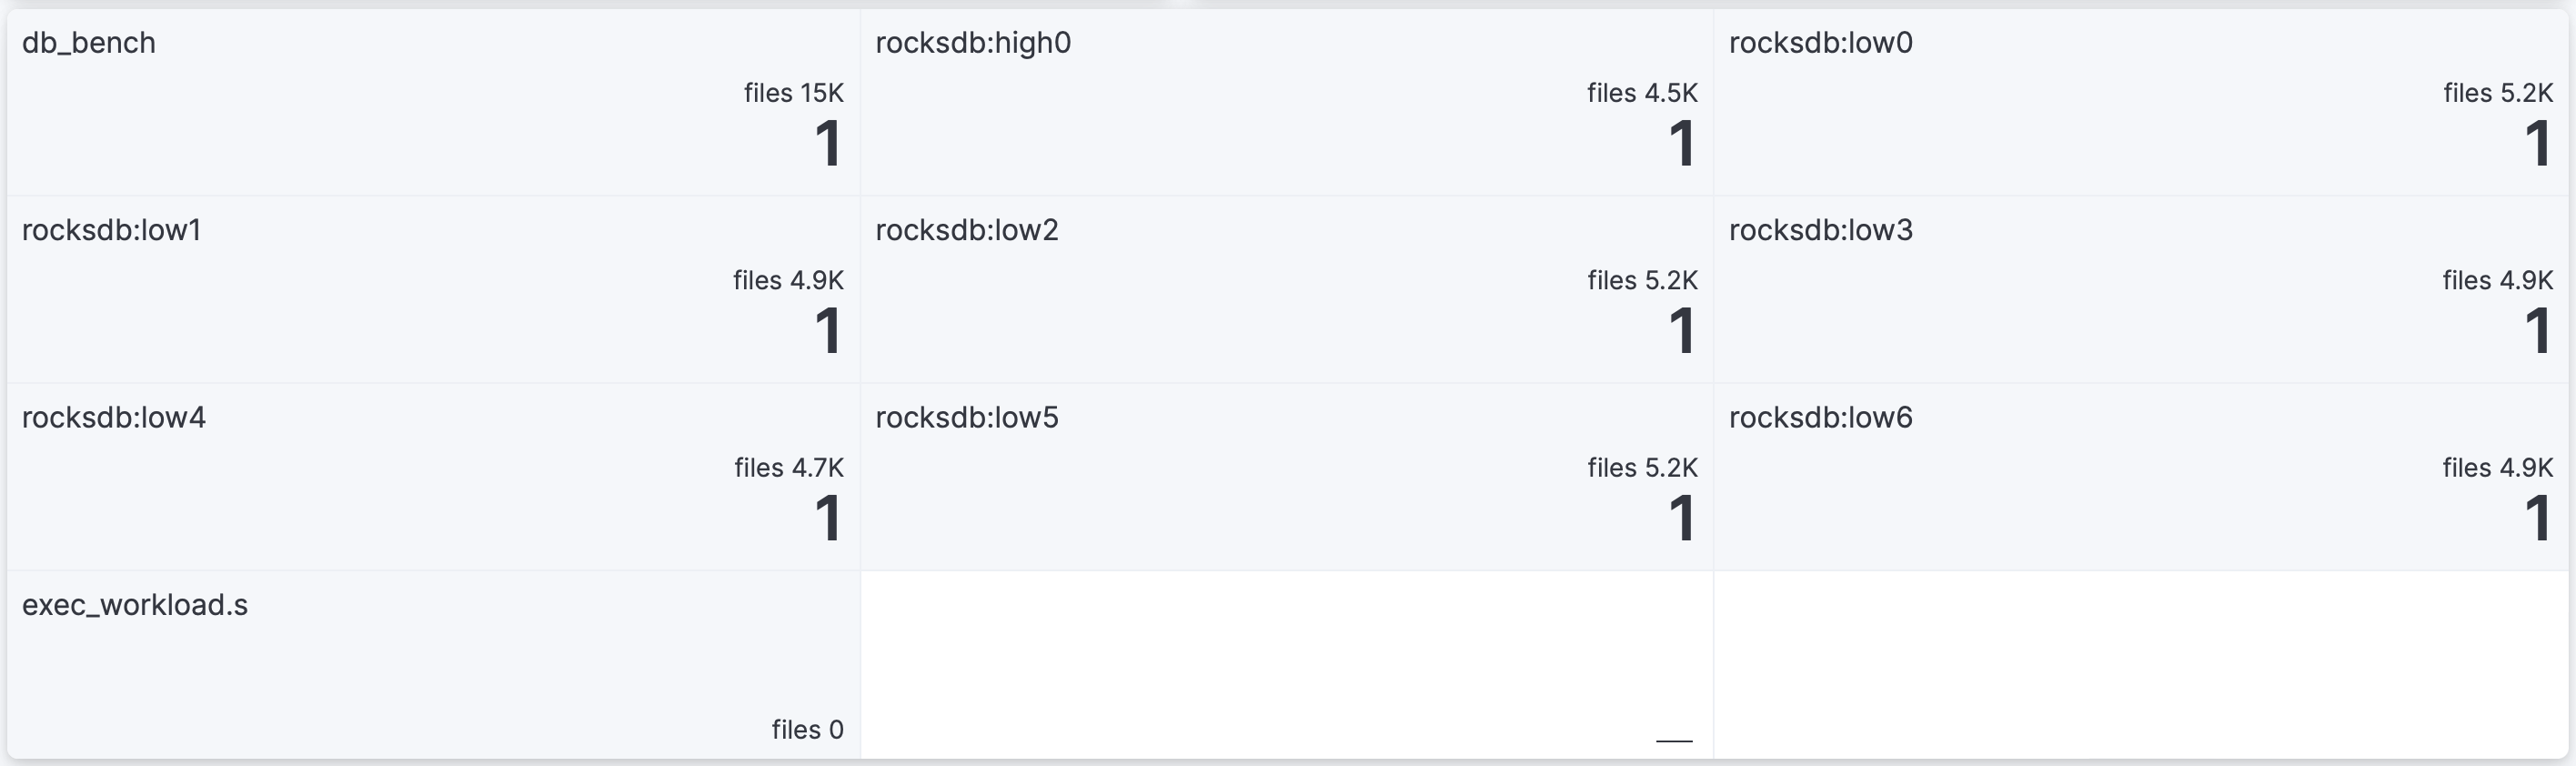 db_bench
files 15K
1
rocksdb:high0
files 4.5K
1
rocksdb:low0
files 5.2K
1
rocksdb:low1
files 4.9K
1
rocksdb:low2
files 5.2K
1
rocksdb:low3
files 4.9K
1
rocksdb:low4
files 4.7K
1
rocksdb:low5
files 5.2K
1
rocksdb:low6
files 4.9K
1
exec_workload.s
files 0